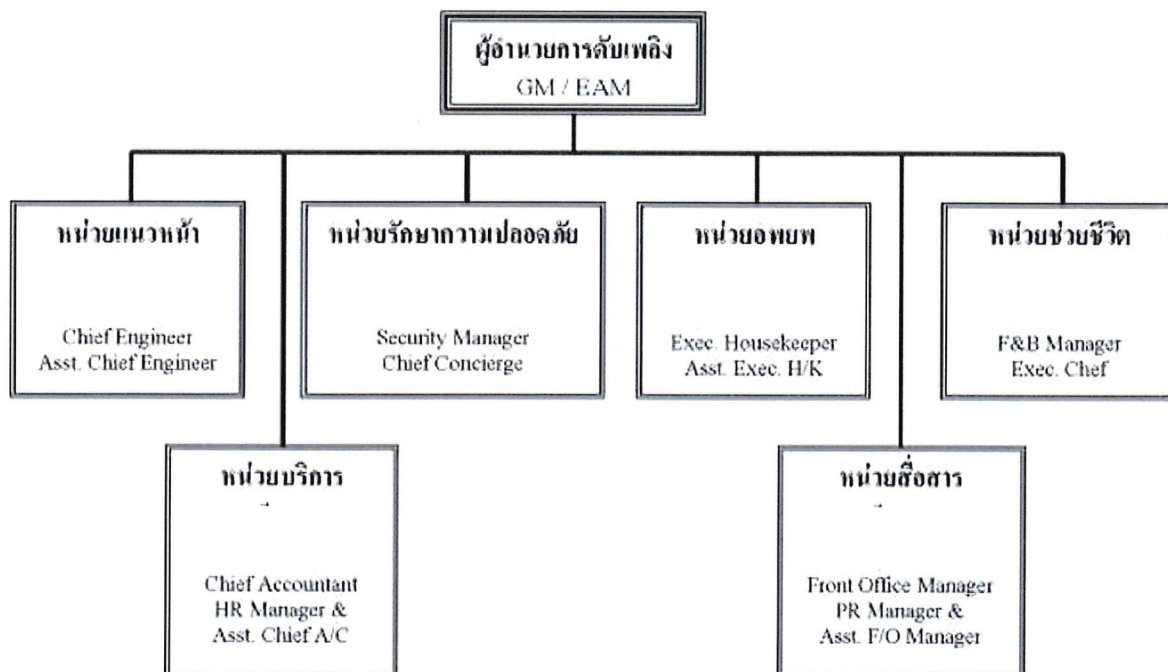 ผู้อำนวยการดับเพลิง
GM / EAM
หน่วยแนวหน้า
Chief Engineer
Asst. Chief Engineer
หน่วยรักษาความปลอดภัย
Security Manager
Chief Concierge
หน่วยอพยพ
Exec. Housekeeper
Asst. Exec. H/K
หน่วยช่วยชีวิต
F&B Manager
Exec. Chef
หน่วยบริการ
Chief Accountant
HR Manager &
Asst. Chief A/C
หน่วยสื่อสาร
Front Office Manager
PR Manager &
Asst. F/O Manager